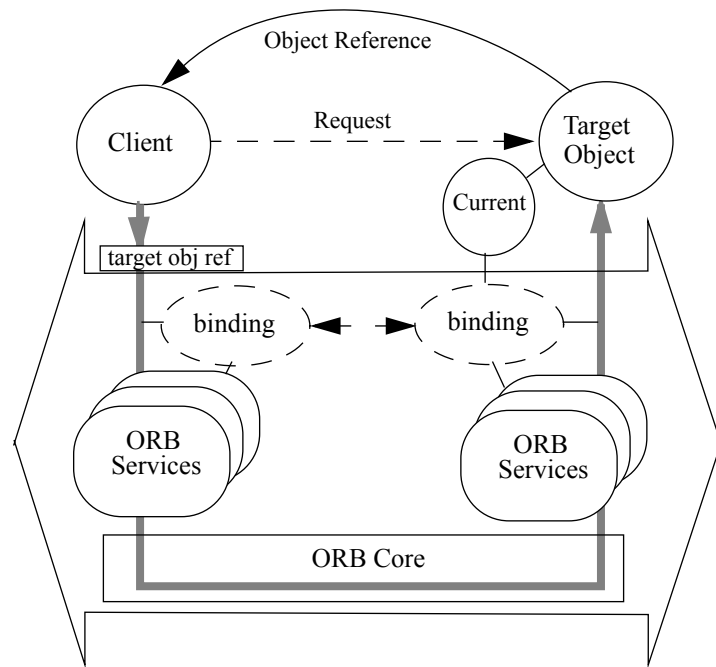 Object Reference
Request
Client
Target
Object
Current
target obj ref
binding
binding
ORB
Services
ORB
Services
ORB Core